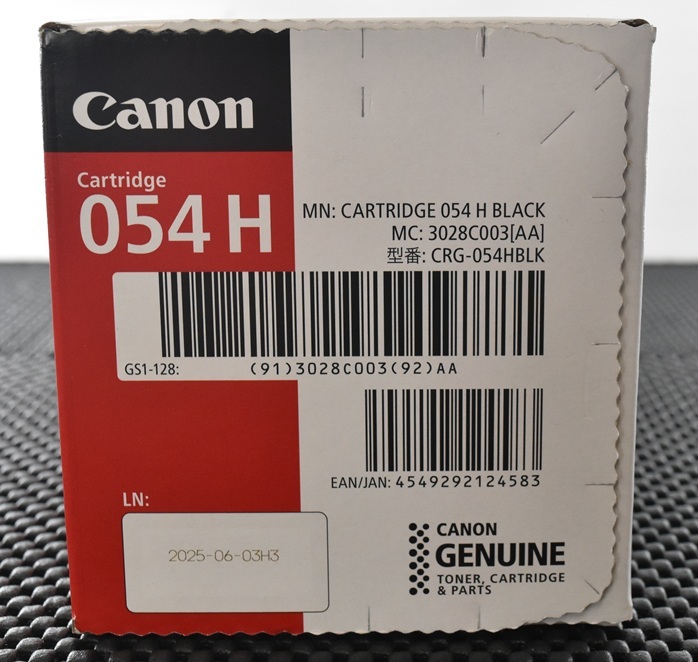 Canon
Cartridge
054 H
MN: CARTRIDGE 054 H BLACK
MC: 3028C003[AA]
型番: CRG-054HBLK
GS1-128: (91)3028C003(92)AA
EAN/JAN: 4549292124583
LN:
2025-06-03H3
CANON
GENUINE
TONER, CARTRIDGE
& PARTS